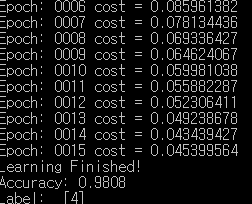 Epoch: 0006 cost = 0.085961382
Epoch: 0007 cost = 0.078134436
Epoch: 0008 cost = 0.069336427
Epoch: 0009 cost = 0.064624067
Epoch: 0010 cost = 0.059981038
Epoch: 0011 cost = 0.055882287
Epoch: 0012 cost = 0.052306411
Epoch: 0013 cost = 0.049238678
Epoch: 0014 cost = 0.043439427
Epoch: 0015 cost = 0.045399564
Learning Finished!
Accuracy: 0.9808
Label: [4]